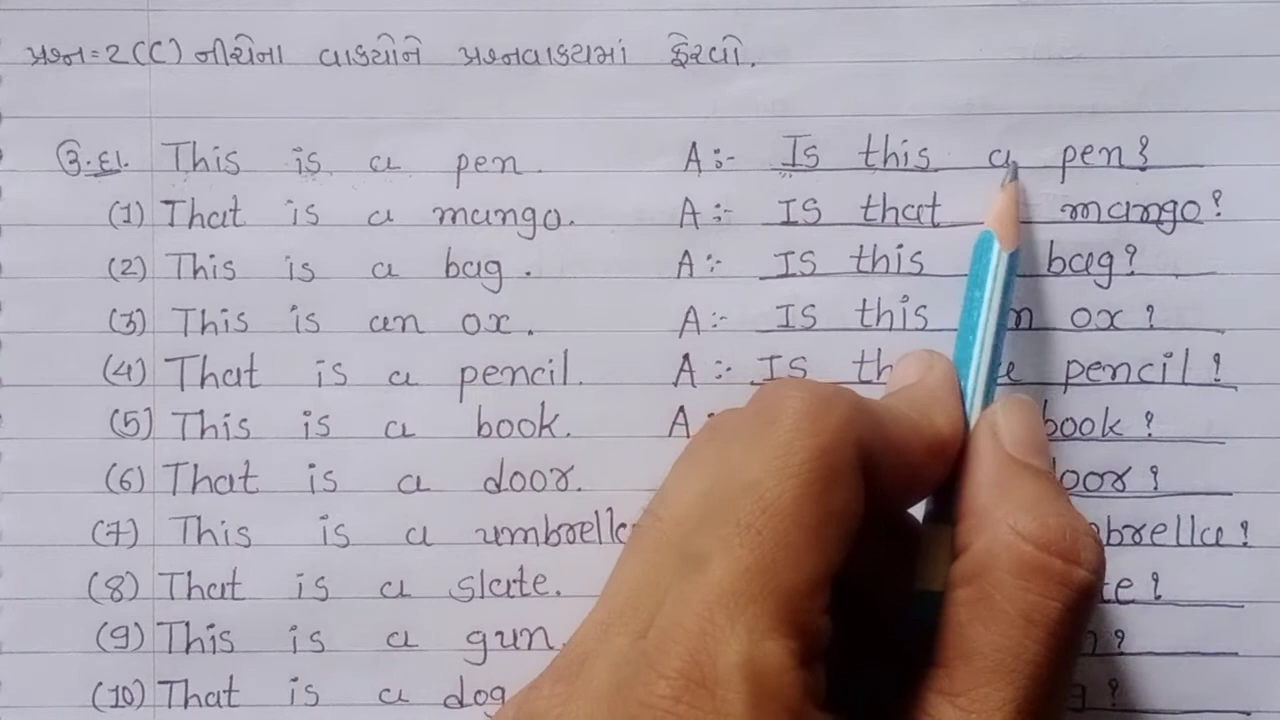 પ્રશ્ન=2 (C) નીચેના વાકયોને પ્રશ્નવાકયમાં ફેરવો.
ઉ.દા. This is a pen. A:- Is this a pen?
(1) That is a mango. A:- IS that mango?
(2) This is a bag. A:- IS this bag?
(3) This is an ox. A:- IS this ox?
(4) That is a pencil. A:- IS pencil?
(5) This is a book. A: book?
(6) That is a door.
(7) This is a umbrella
(8) That is a slate.
(9) This is a gun.
(10) That is a dog